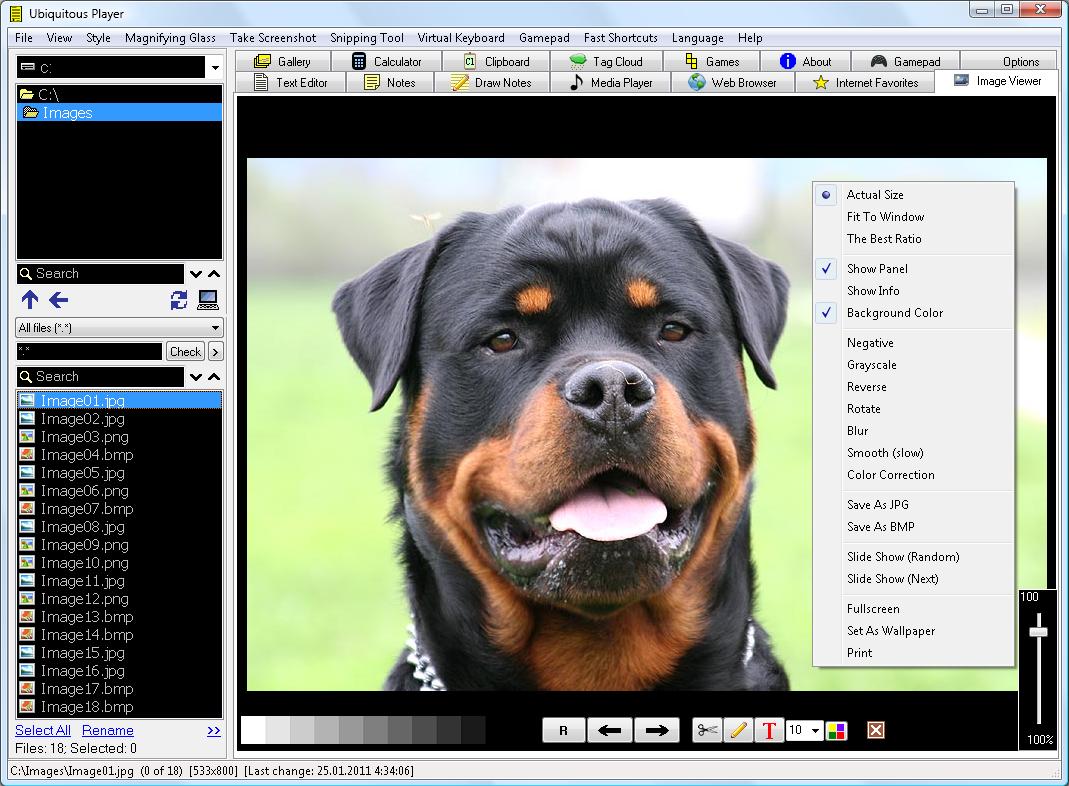 Ubiquitous Player
File View Style Magnifying Glass Take Screenshot Snipping Tool Virtual Keyboard Gamepad Fast Shortcuts Language Help
C:
Gallery Calculator C1 Clipboard Tag Cloud Games About Gamepad Options
Text Editor Notes Draw Notes Media Player Web Browser Internet Favorites Image Viewer
C:\
Images
Search
All files (*.*)
*.* Check >
Search
Image01.jpg
Image02.jpg
Image03.png
Image04.bmp
Image05.jpg
Image06.png
Image07.bmp
Image08.jpg
Image09.png
Image10.png
Image11.jpg
Image12.png
Image13.bmp
Image14.bmp
Image15.jpg
Image16.jpg
Image17.bmp
Image18.bmp
Select All Rename >>
Files: 18; Selected: 0
Actual Size
Fit To Window
The Best Ratio
Show Panel
Show Info
Background Color
Negative
Grayscale
Reverse
Rotate
Blur
Smooth (slow)
Color Correction
Save As JPG
Save As BMP
Slide Show (Random)
Slide Show (Next)
Fullscreen
Set As Wallpaper
Print
100
100%
R T 10
C:\Images\Image01.jpg (0 of 18) [533x800] [Last change: 25.01.2011 4:34:06]